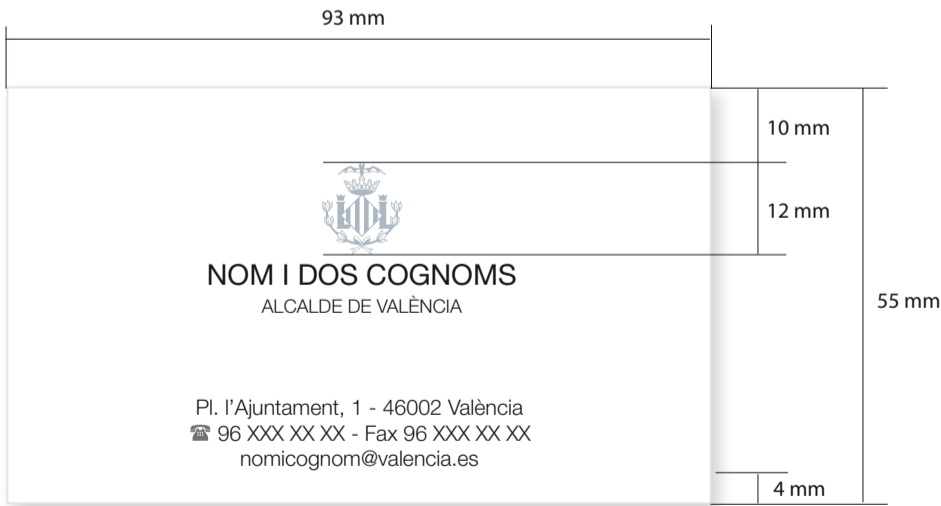 93 mm
10 mm
12 mm
NOM I DOS COGNOMS
ALCALDE DE VALÈNCIA
55 mm
Pl. l'Ajuntament, 1 - 46002 València
☎ 96 XXX XX XX - Fax 96 XXX XX XX
nomicognom@valencia.es
4 mm